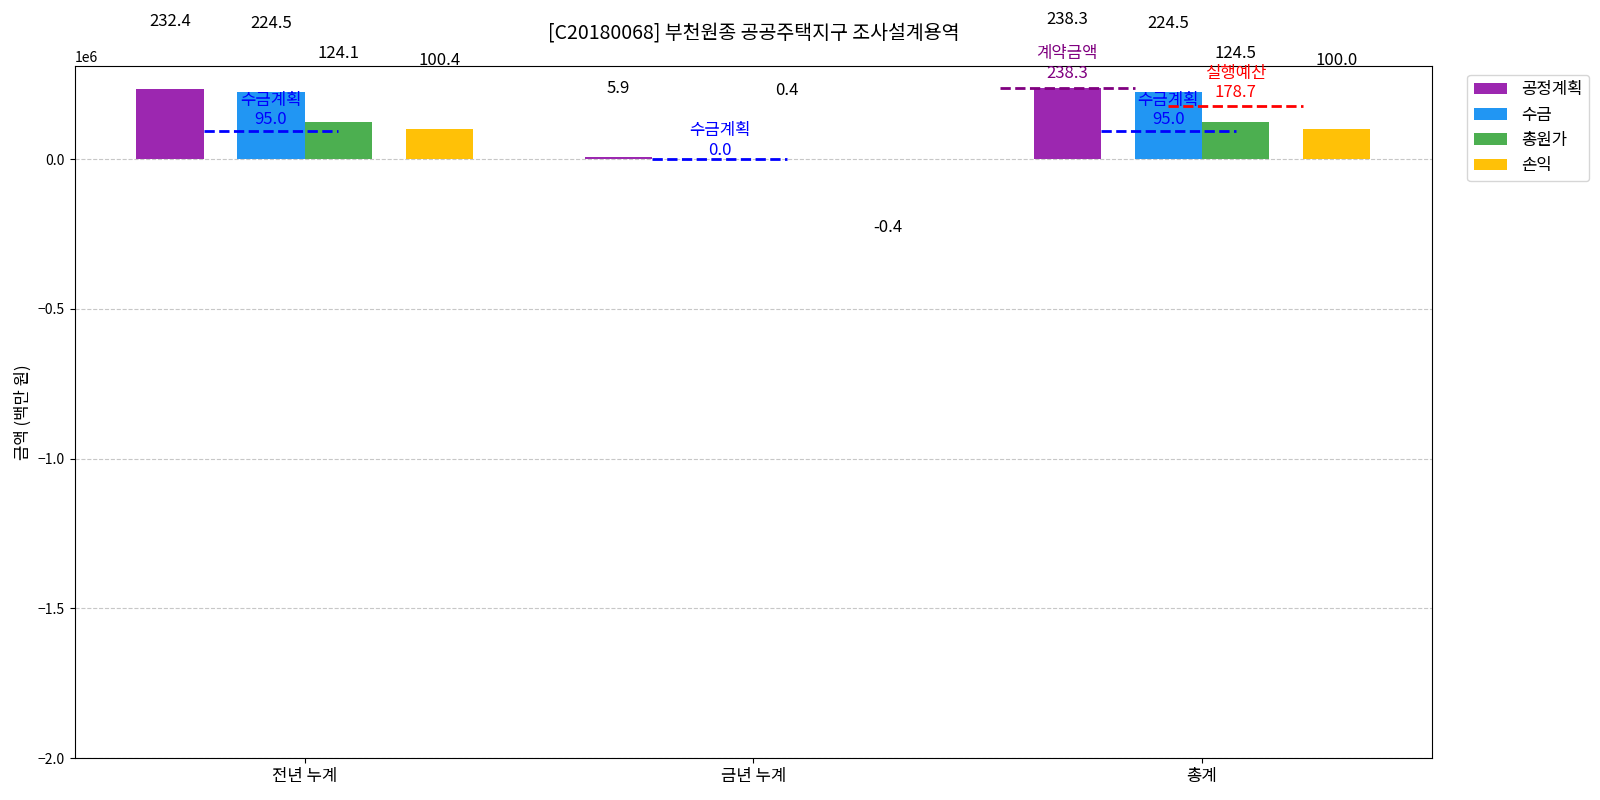 [C20180068] 부천원종 공공주택지구 조사설계용역
1e6
232.4
224.5
124.1
100.4
수금계획
95.0
5.9
0.4
수금계획
0.0
-0.4
238.3
224.5
124.5
100.0
계약금액
238.3
실행예산
178.7
수금계획
95.0
공정계획
수금
총원가
손익
0.0
−0.5
−1.0
−1.5
−2.0
금액 (백만 원)
전년 누계
금년 누계
총계